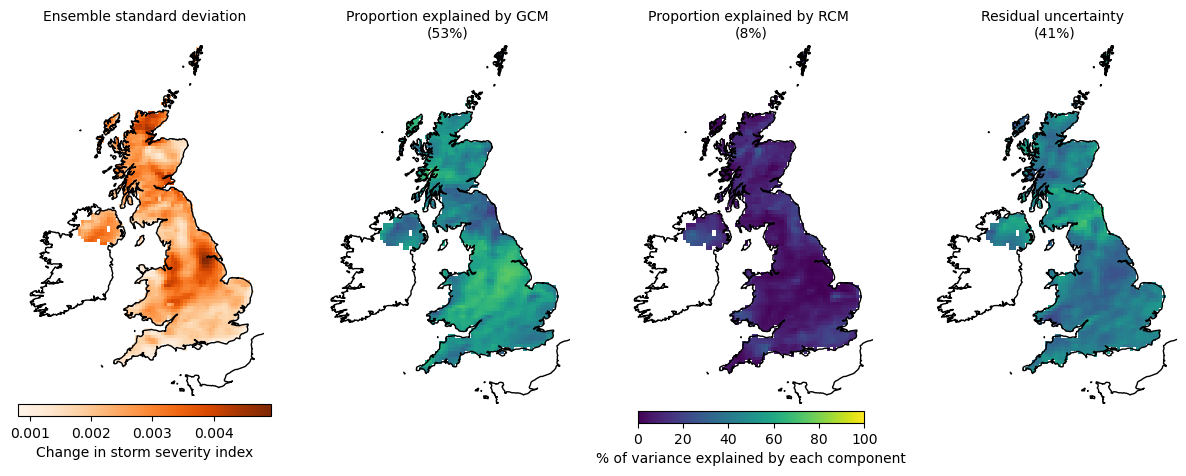 Ensemble standard deviation
Proportion explained by GCM
(53%)
Proportion explained by RCM
(8%)
Residual uncertainty
(41%)
0.001 0.002 0.003 0.004
Change in storm severity index
0 20 40 60 80 100
% of variance explained by each component